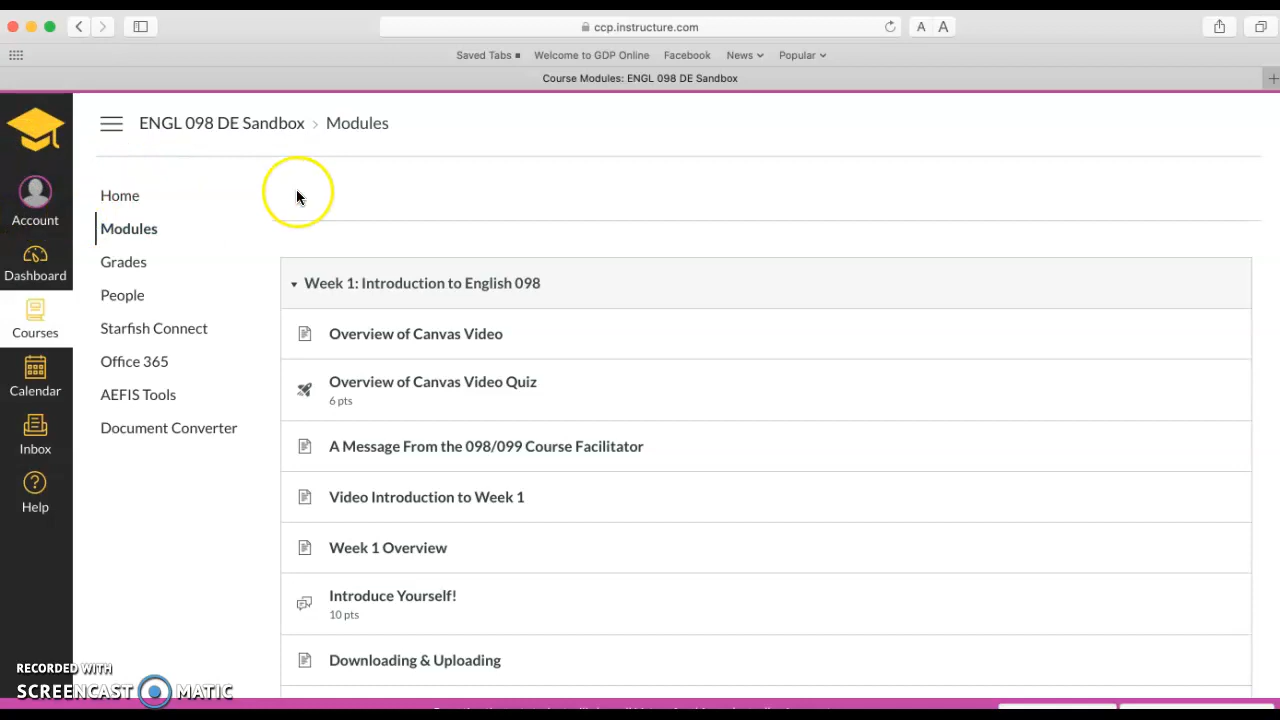 ccp.instructure.com
A A
Saved Tabs Welcome to GDP Online Facebook News Popular
Course Modules: ENGL 098 DE Sandbox
ENGL 098 DE Sandbox › Modules
Account
Dashboard
Courses
Calendar
Inbox
Help
Home
Modules
Grades
People
Starfish Connect
Office 365
AEFIS Tools
Document Converter
Week 1: Introduction to English 098
Overview of Canvas Video
Overview of Canvas Video Quiz
6 pts
A Message From the 098/099 Course Facilitator
Video Introduction to Week 1
Week 1 Overview
Introduce Yourself!
10 pts
Downloading & Uploading
RECORDED WITH
SCREENCAST MATIC